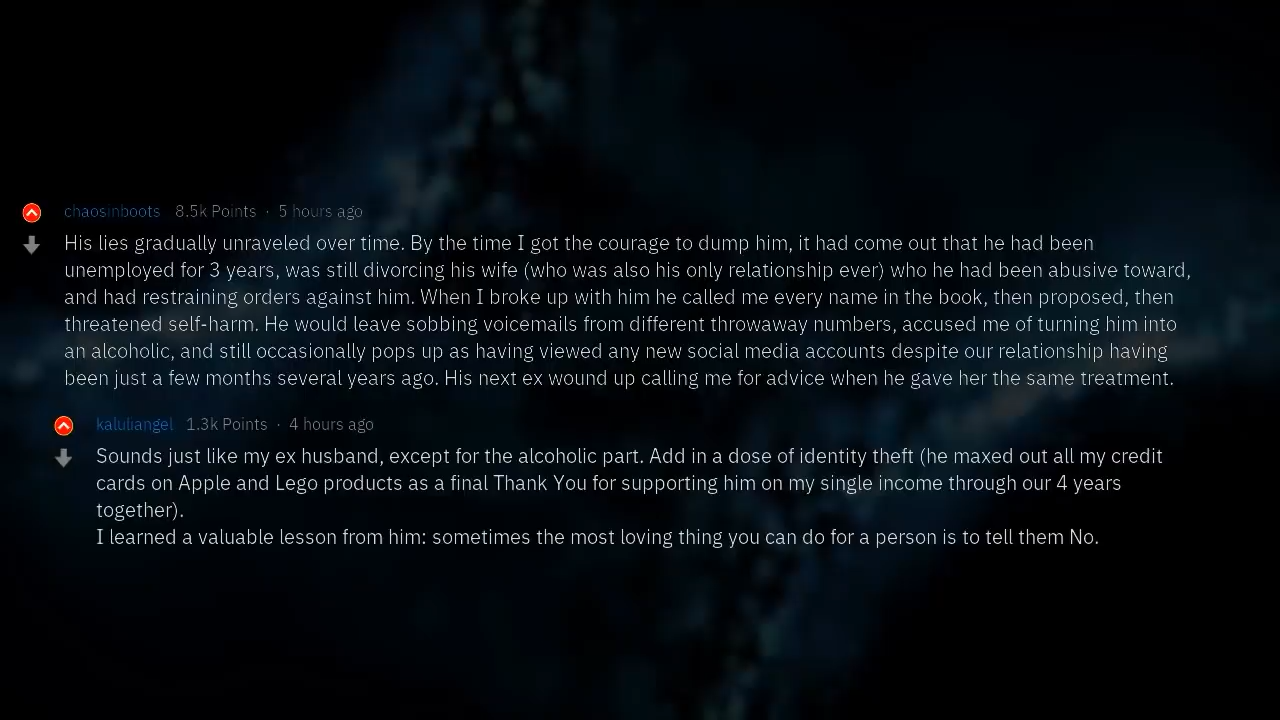 chaosinboots 8.5k Points · 5 hours ago
His lies gradually unraveled over time. By the time I got the courage to dump him, it had come out that he had been
unemployed for 3 years, was still divorcing his wife (who was also his only relationship ever) who he had been abusive toward,
and had restraining orders against him. When I broke up with him he called me every name in the book, then proposed, then
threatened self-harm. He would leave sobbing voicemails from different throwaway numbers, accused me of turning him into
an alcoholic, and still occasionally pops up as having viewed any new social media accounts despite our relationship having
been just a few months several years ago. His next ex wound up calling me for advice when he gave her the same treatment.
kaluliangel 1.3k Points · 4 hours ago
Sounds just like my ex husband, except for the alcoholic part. Add in a dose of identity theft (he maxed out all my credit
cards on Apple and Lego products as a final Thank You for supporting him on my single income through our 4 years
together).
I learned a valuable lesson from him: sometimes the most loving thing you can do for a person is to tell them No.